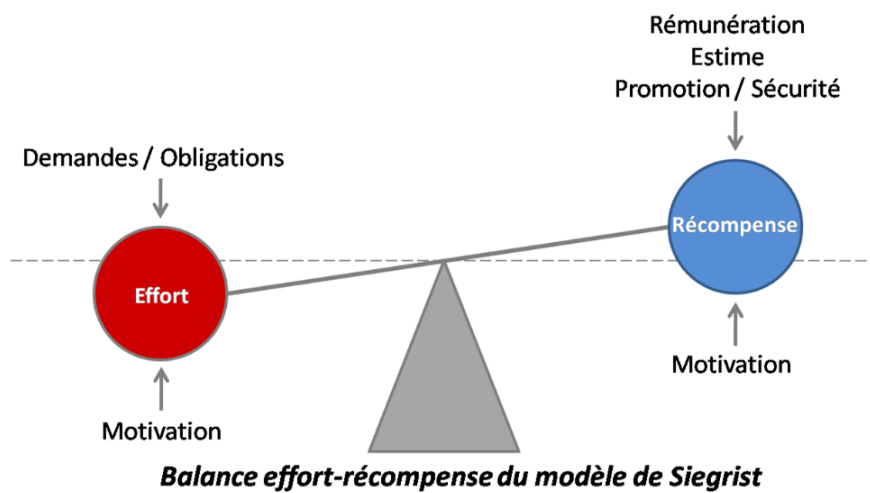 Rémunération
Estime
Promotion / Sécurité
Demandes / Obligations
Récompense
Effort
Motivation
Motivation
Balance effort-récompense du modèle de Siegrist